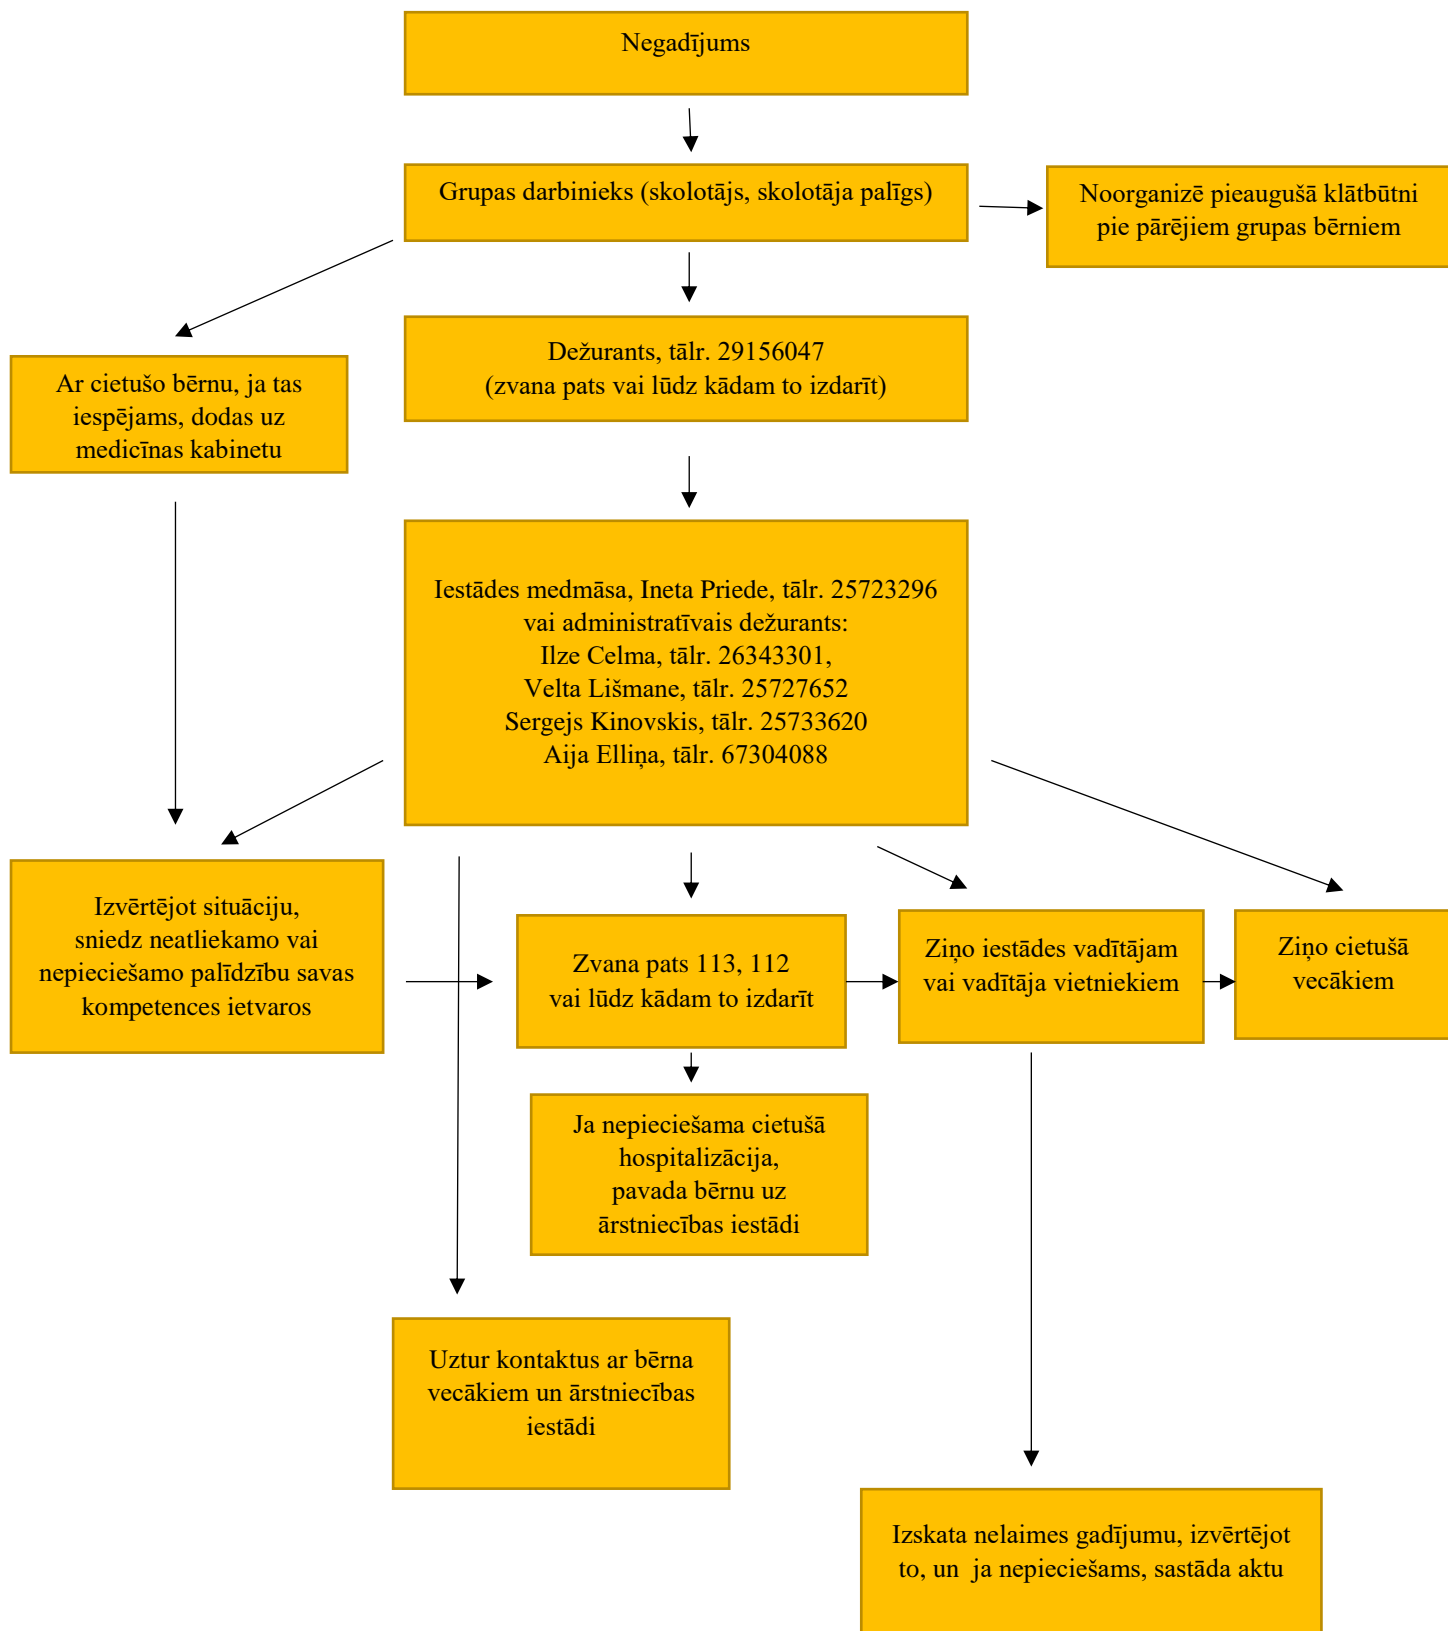 Negadījums
Grupas darbinieks (skolotājs, skolotāja palīgs)
Noorganizē pieaugušā klātbūtni
pie pārējiem grupas bērniem
Dežurants, tālr. 29156047
(zvana pats vai lūdz kādam to izdarīt)
Ar cietušo bērnu, ja tas
iespējams, dodas uz
medicīnas kabinetu
Iestādes medmāsa, Ineta Priede, tālr. 25723296
vai administratīvais dežurants:
Ilze Celma, tālr. 26343301,
Velta Lišmane, tālr. 25727652
Sergejs Kinovskis, tālr. 25733620
Aija Elliņa, tālr. 67304088
Izvērtējot situāciju,
sniedz neatliekamo vai
nepieciešamo palīdzību savas
kompetences ietvaros
Zvana pats 113, 112
vai lūdz kādam to izdarīt
Ziņo iestādes vadītājam
vai vadītāja vietniekiem
Ziņo cietušā
vecākiem
Ja nepieciešama cietušā
hospitalizācija,
pavada bērnu uz
ārstniecības iestādi
Uztur kontaktus ar bērna
vecākiem un ārstniecības
iestādi
Izskata nelaimes gadījumu, izvērtējot
to, un  ja nepieciešams, sastāda aktu